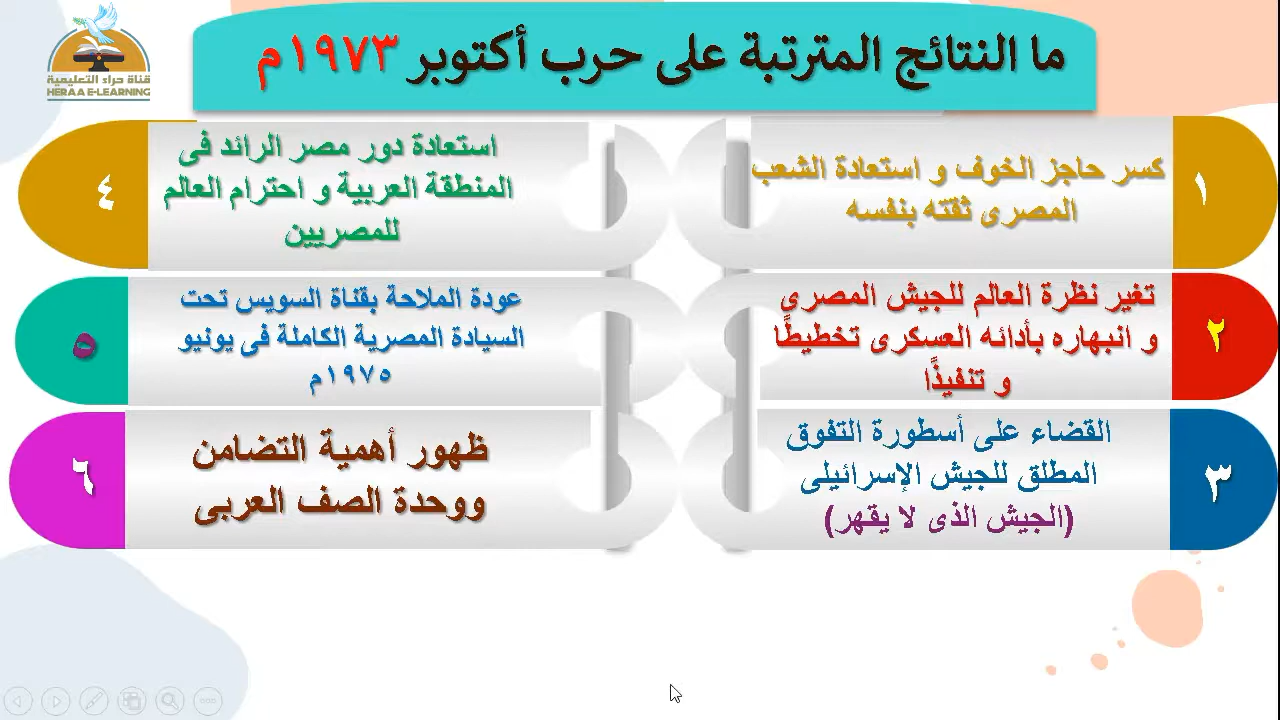 ما النتائج المترتبة على حرب أكتوبر ١٩٧٣م
قناة حراء التعليمية
HERAA E-LEARNING
١
كسر حاجز الخوف و استعادة الشعب
المصرى ثقته بنفسه
٢
تغير نظرة العالم للجيش المصرى
و انبهاره بأدائه العسكرى تخطيطًا
و تنفيذًا
٣
القضاء على أسطورة التفوق
المطلق للجيش الإسرائيلى
(الجيش الذى لا يقهر)
٤
استعادة دور مصر الرائد فى
المنطقة العربية و احترام العالم
للمصريين
٥
عودة الملاحة بقناة السويس تحت
السيادة المصرية الكاملة فى يونيو
١٩٧٥م
٦
ظهور أهمية التضامن
ووحدة الصف العربى